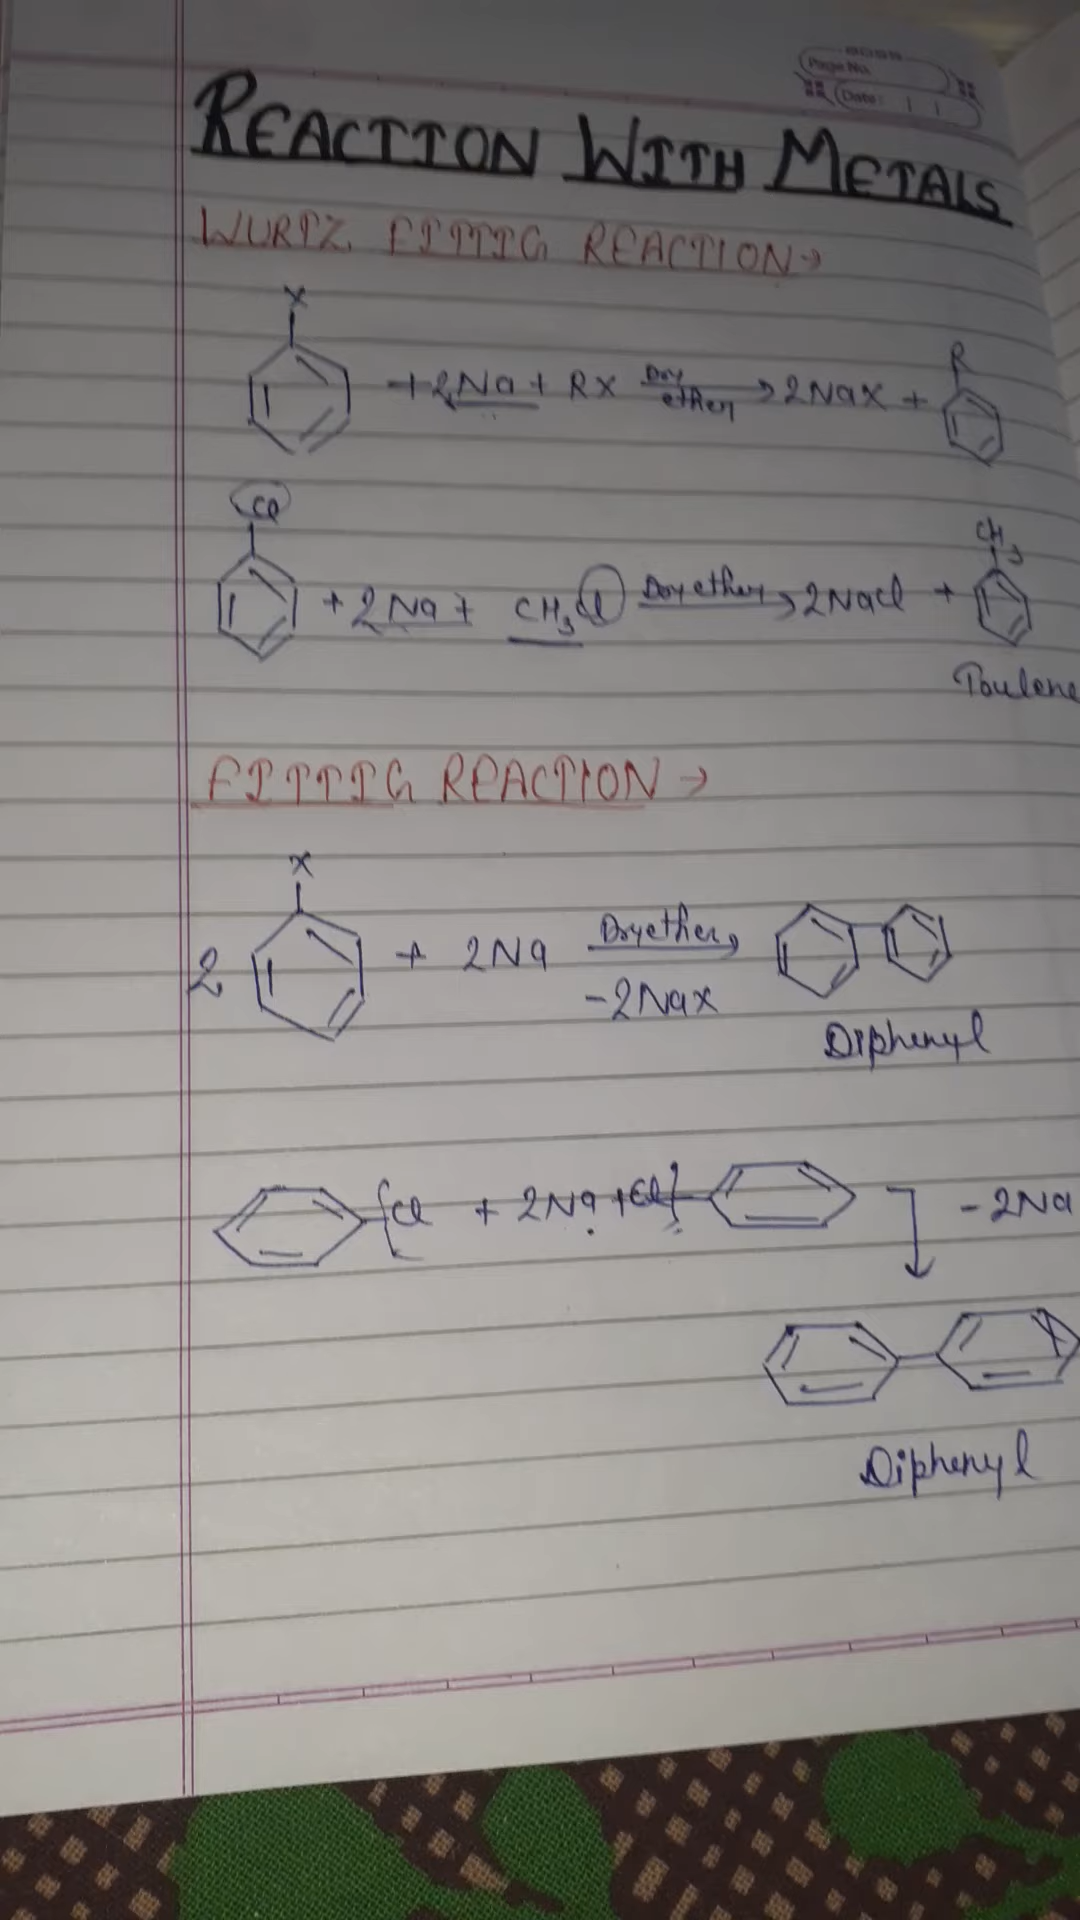 Page No.
Date:
REACTION WITH METALS
WURTZ FITTIG REACTION →
X
+ 2Na + RX Dry ether → 2NaX + R
Cl
+ 2Na + CH3Cl Dry ether → 2NaCl + CH3
Toulene
FITTIG REACTION →
X
2 + 2Na Dry ether → 
-2NaX
Diphenyl
Cl + 2Na + Cl - 2Na
Diphenyl